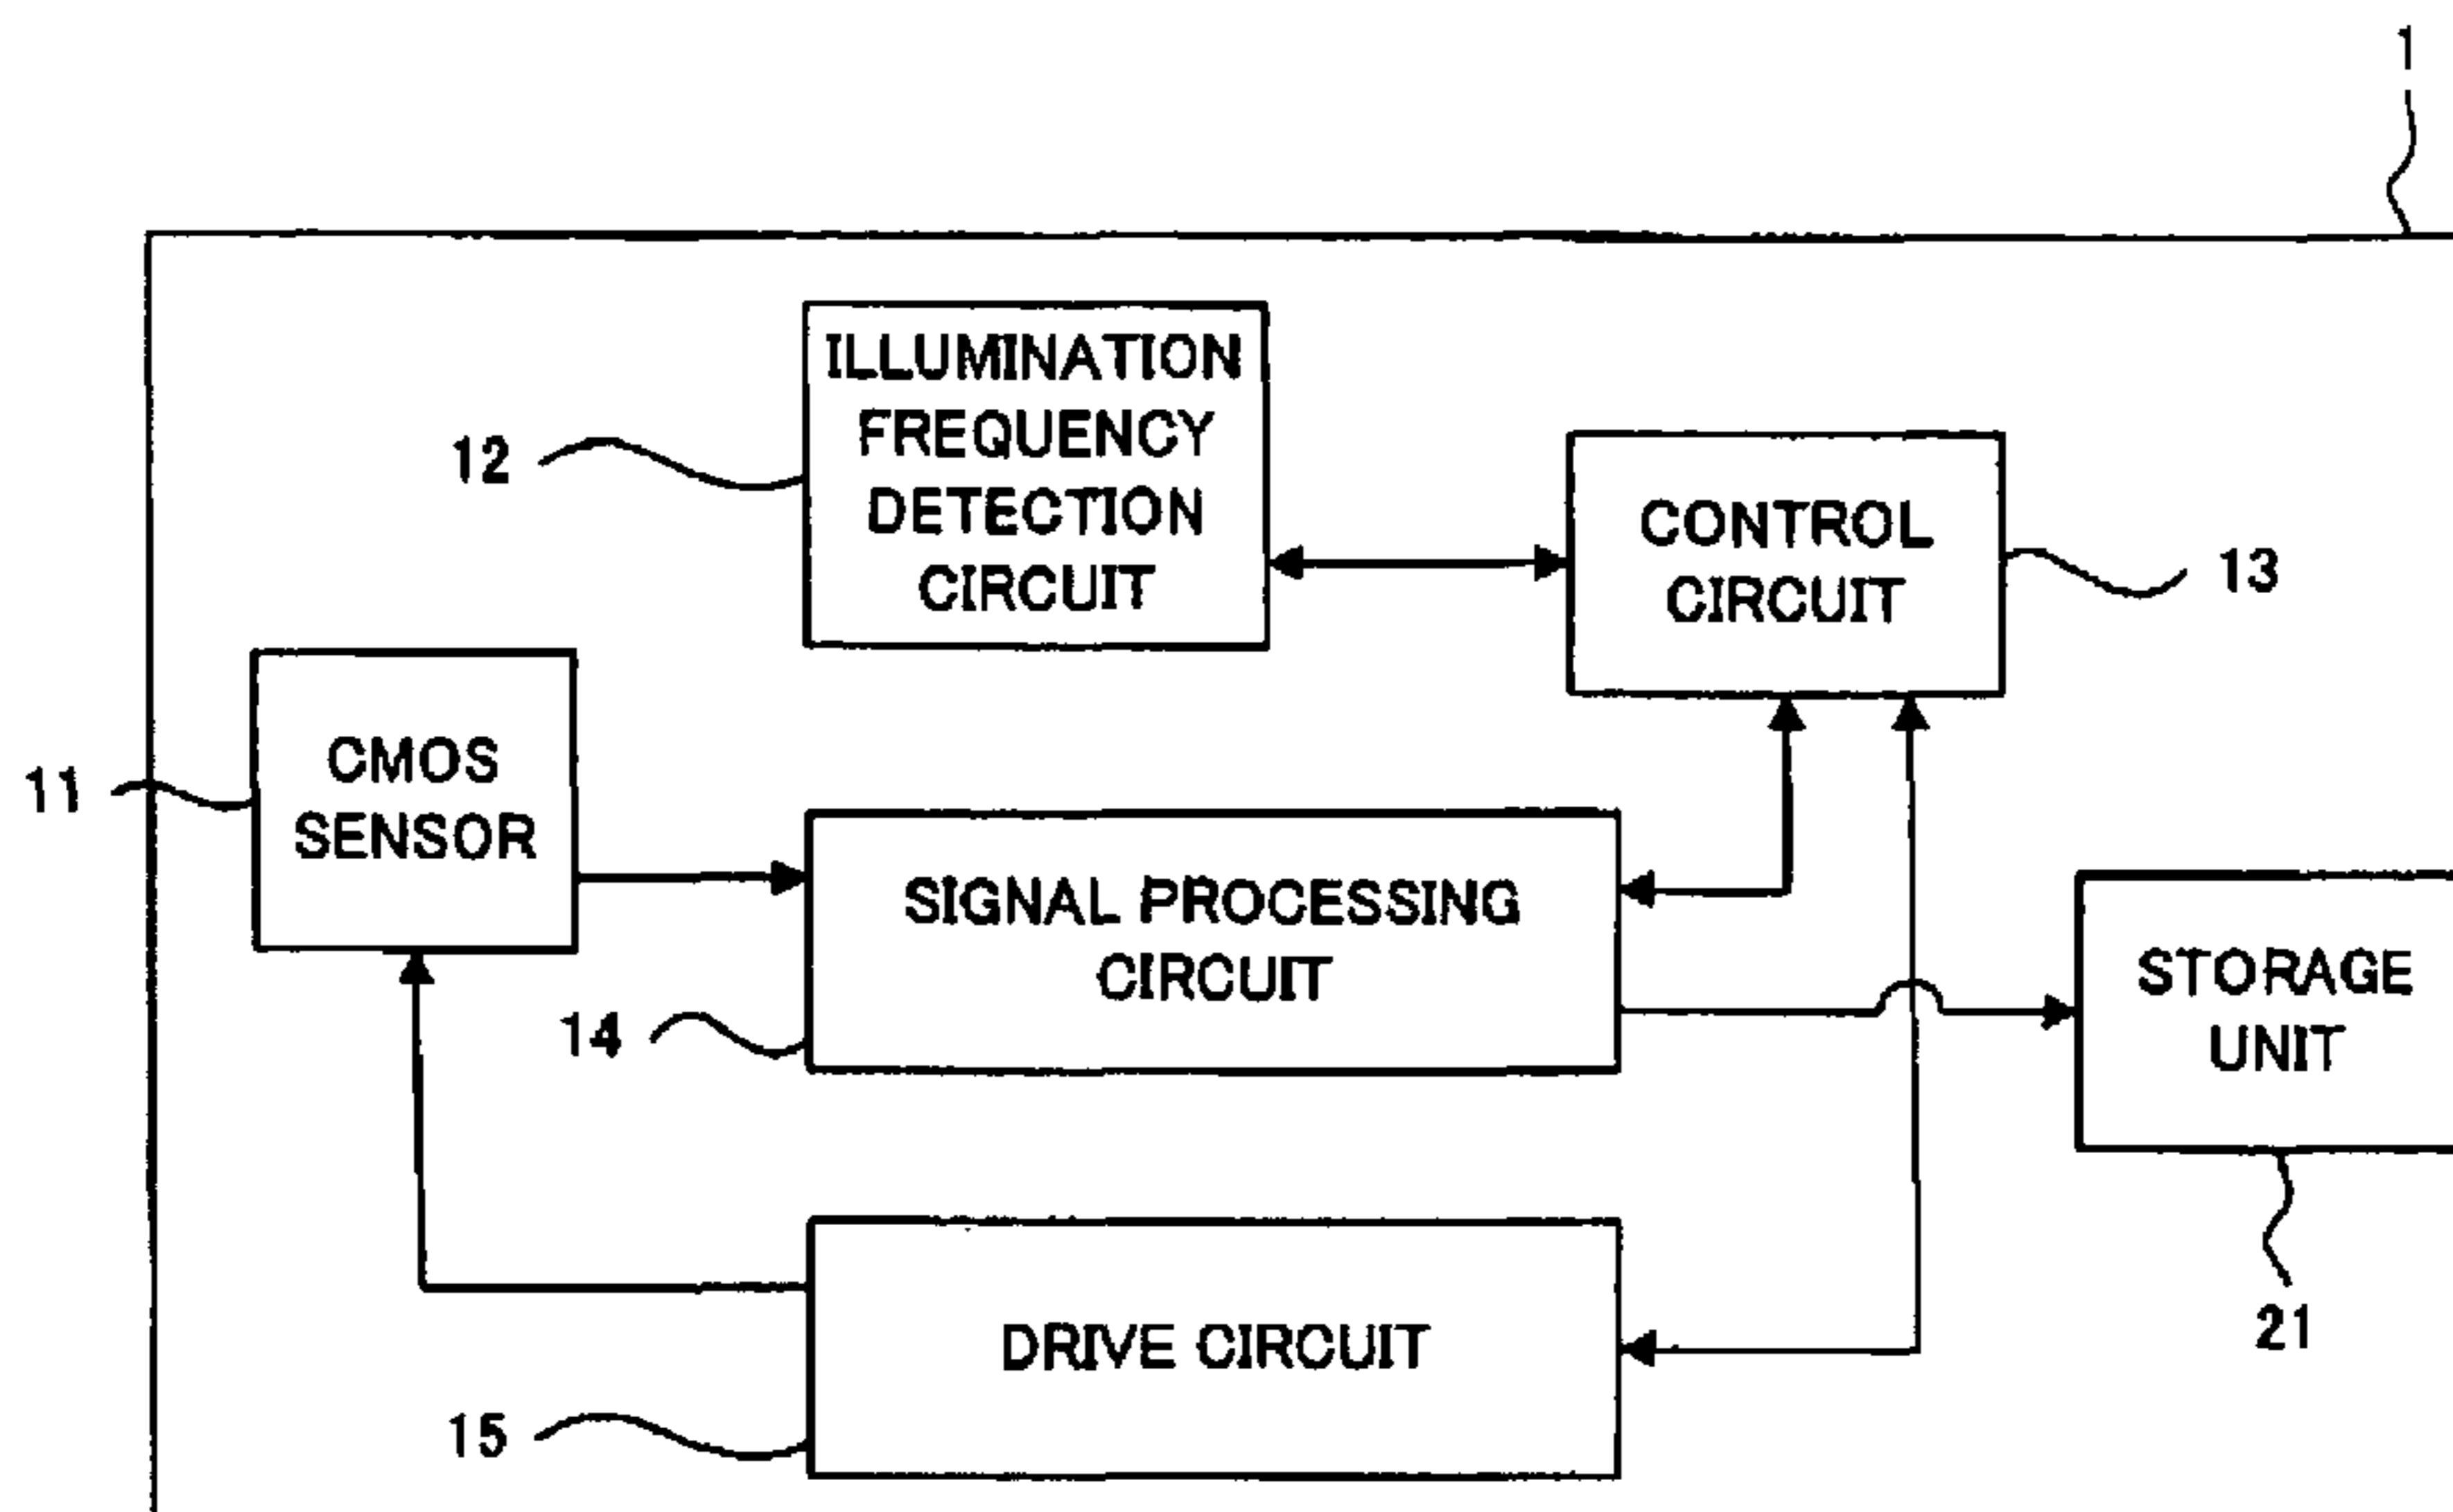 1
ILLUMINATION
FREQUENCY
DETECTION
CIRCUIT
12
CONTROL
CIRCUIT
13
CMOS
SENSOR
11
SIGNAL PROCESSING
CIRCUIT
14
STORAGE
UNIT
21
DRIVE CIRCUIT
15